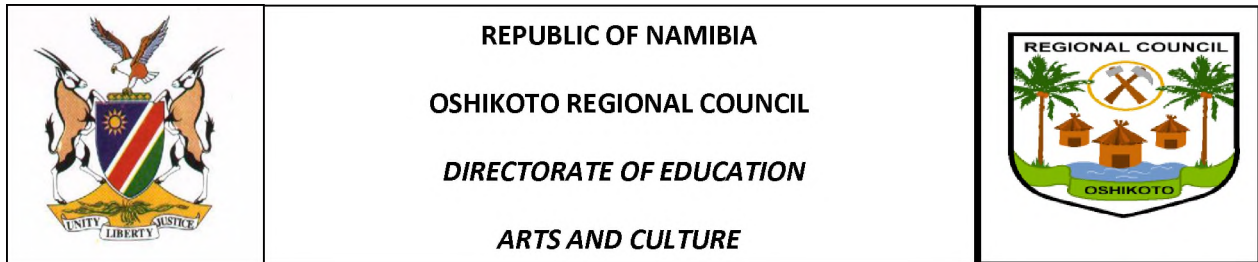 REPUBLIC OF NAMIBIA
OSHIKOTO REGIONAL COUNCIL
DIRECTORATE OF EDUCATION
ARTS AND CULTURE
UNITY
LIBERTY
JUSTICE
REGIONAL COUNCIL
OSHIKOTO